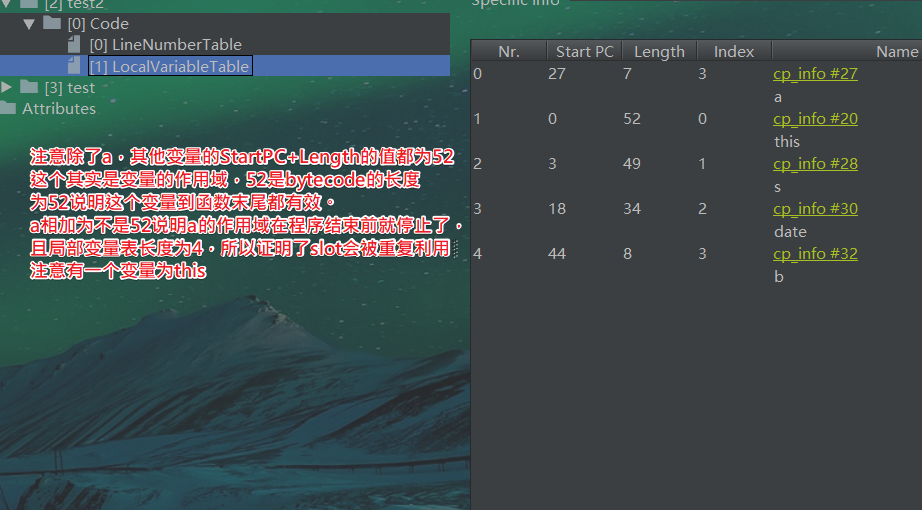 [2] test2
[0] Code
[0] LineNumberTable
[1] LocalVariableTable
[3] test
Attributes
注意除了a，其他变量的StartPC+Length的值都为52
这个其实是变量的作用域，52是bytecode的长度
为52说明这个变量到函数末尾都有效。
a相加为不是52说明a的作用域在程序结束前就停止了，
且局部变量表长度为4，所以证明了slot会被重复利用
注意有一个变量为this
Specific info
Nr. Start PC Length Index Name
0 27 7 3 cp_info #27
a
1 0 52 0 cp_info #20
this
2 3 49 1 cp_info #28
s
3 18 34 2 cp_info #30
date
4 44 8 3 cp_info #32
b